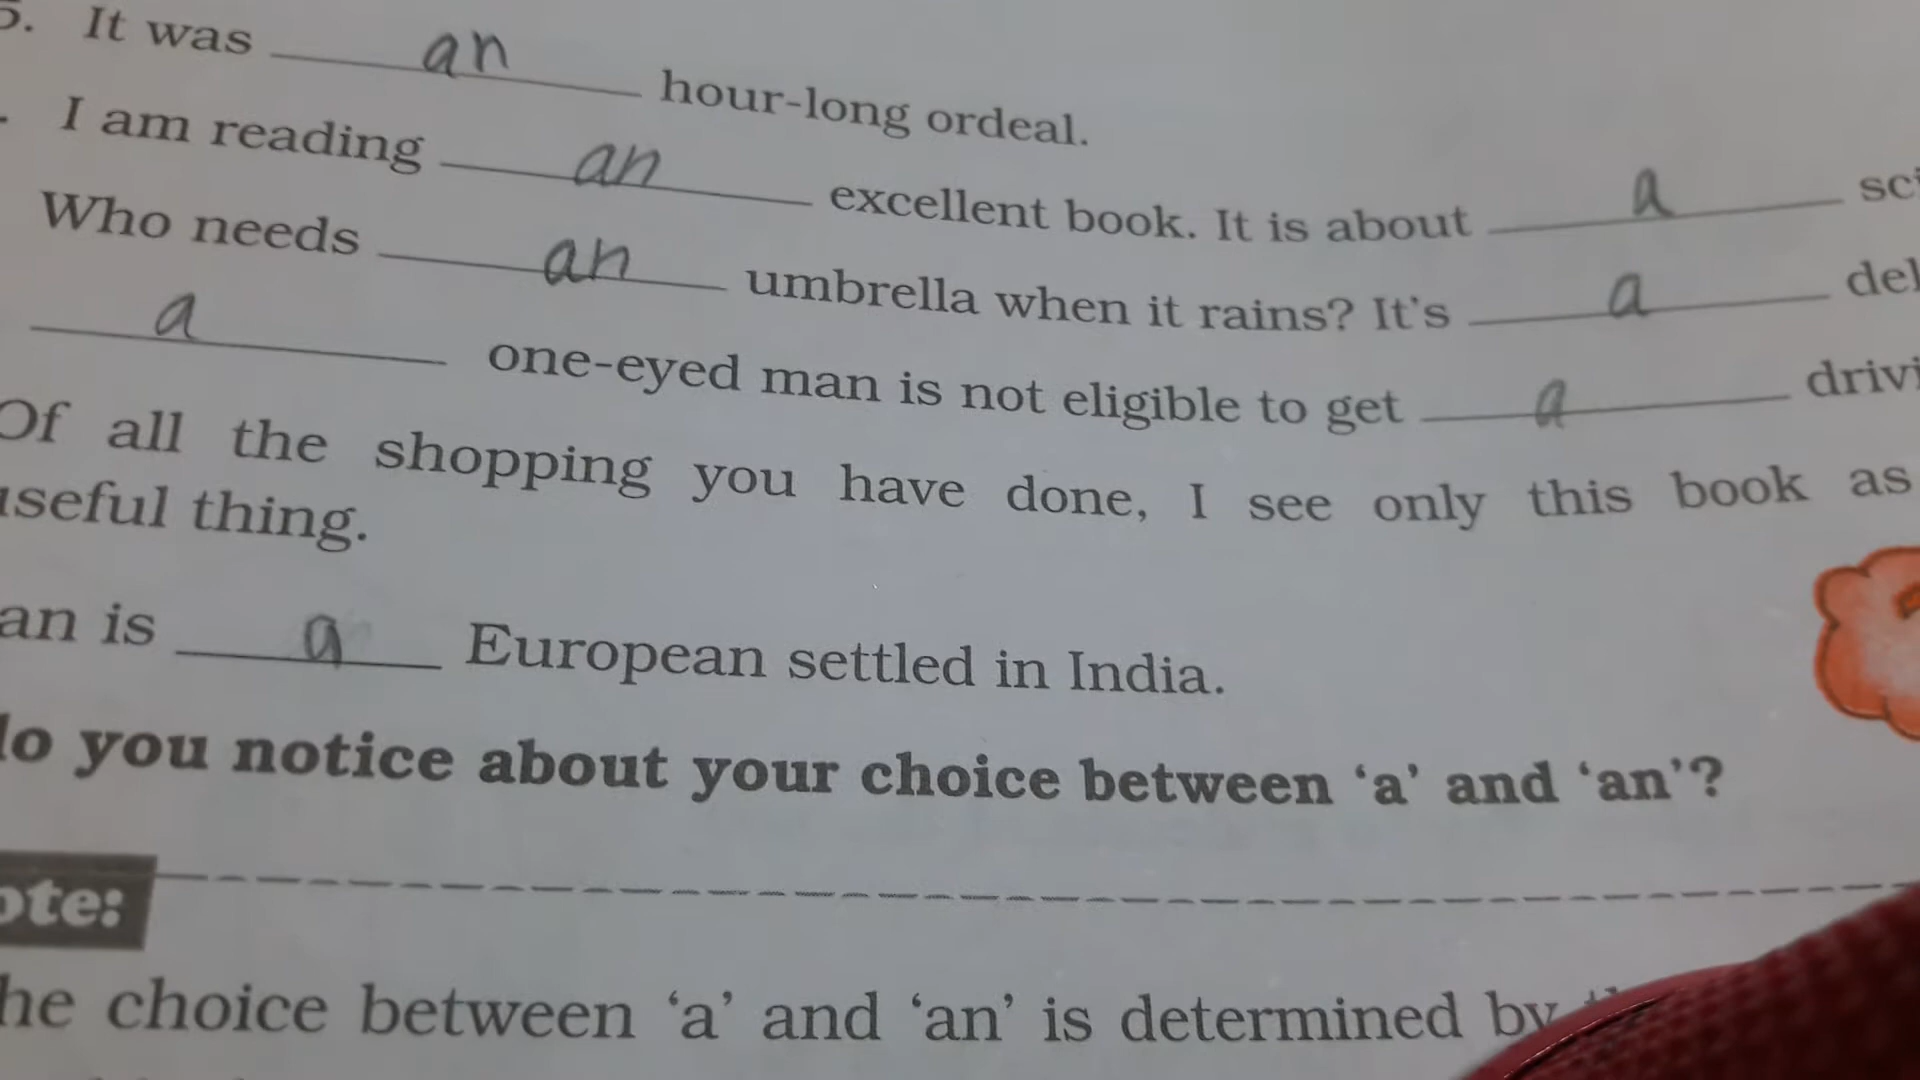 5. It was an hour-long ordeal.
I am reading an excellent book. It is about a sci
Who needs an umbrella when it rains? It's a del
a one-eyed man is not eligible to get a drivi
Of all the shopping you have done, I see only this book as
useful thing.
an is a European settled in India.
do you notice about your choice between ‘a’ and ‘an’?
ote:
he choice between ‘a’ and ‘an’ is determined by